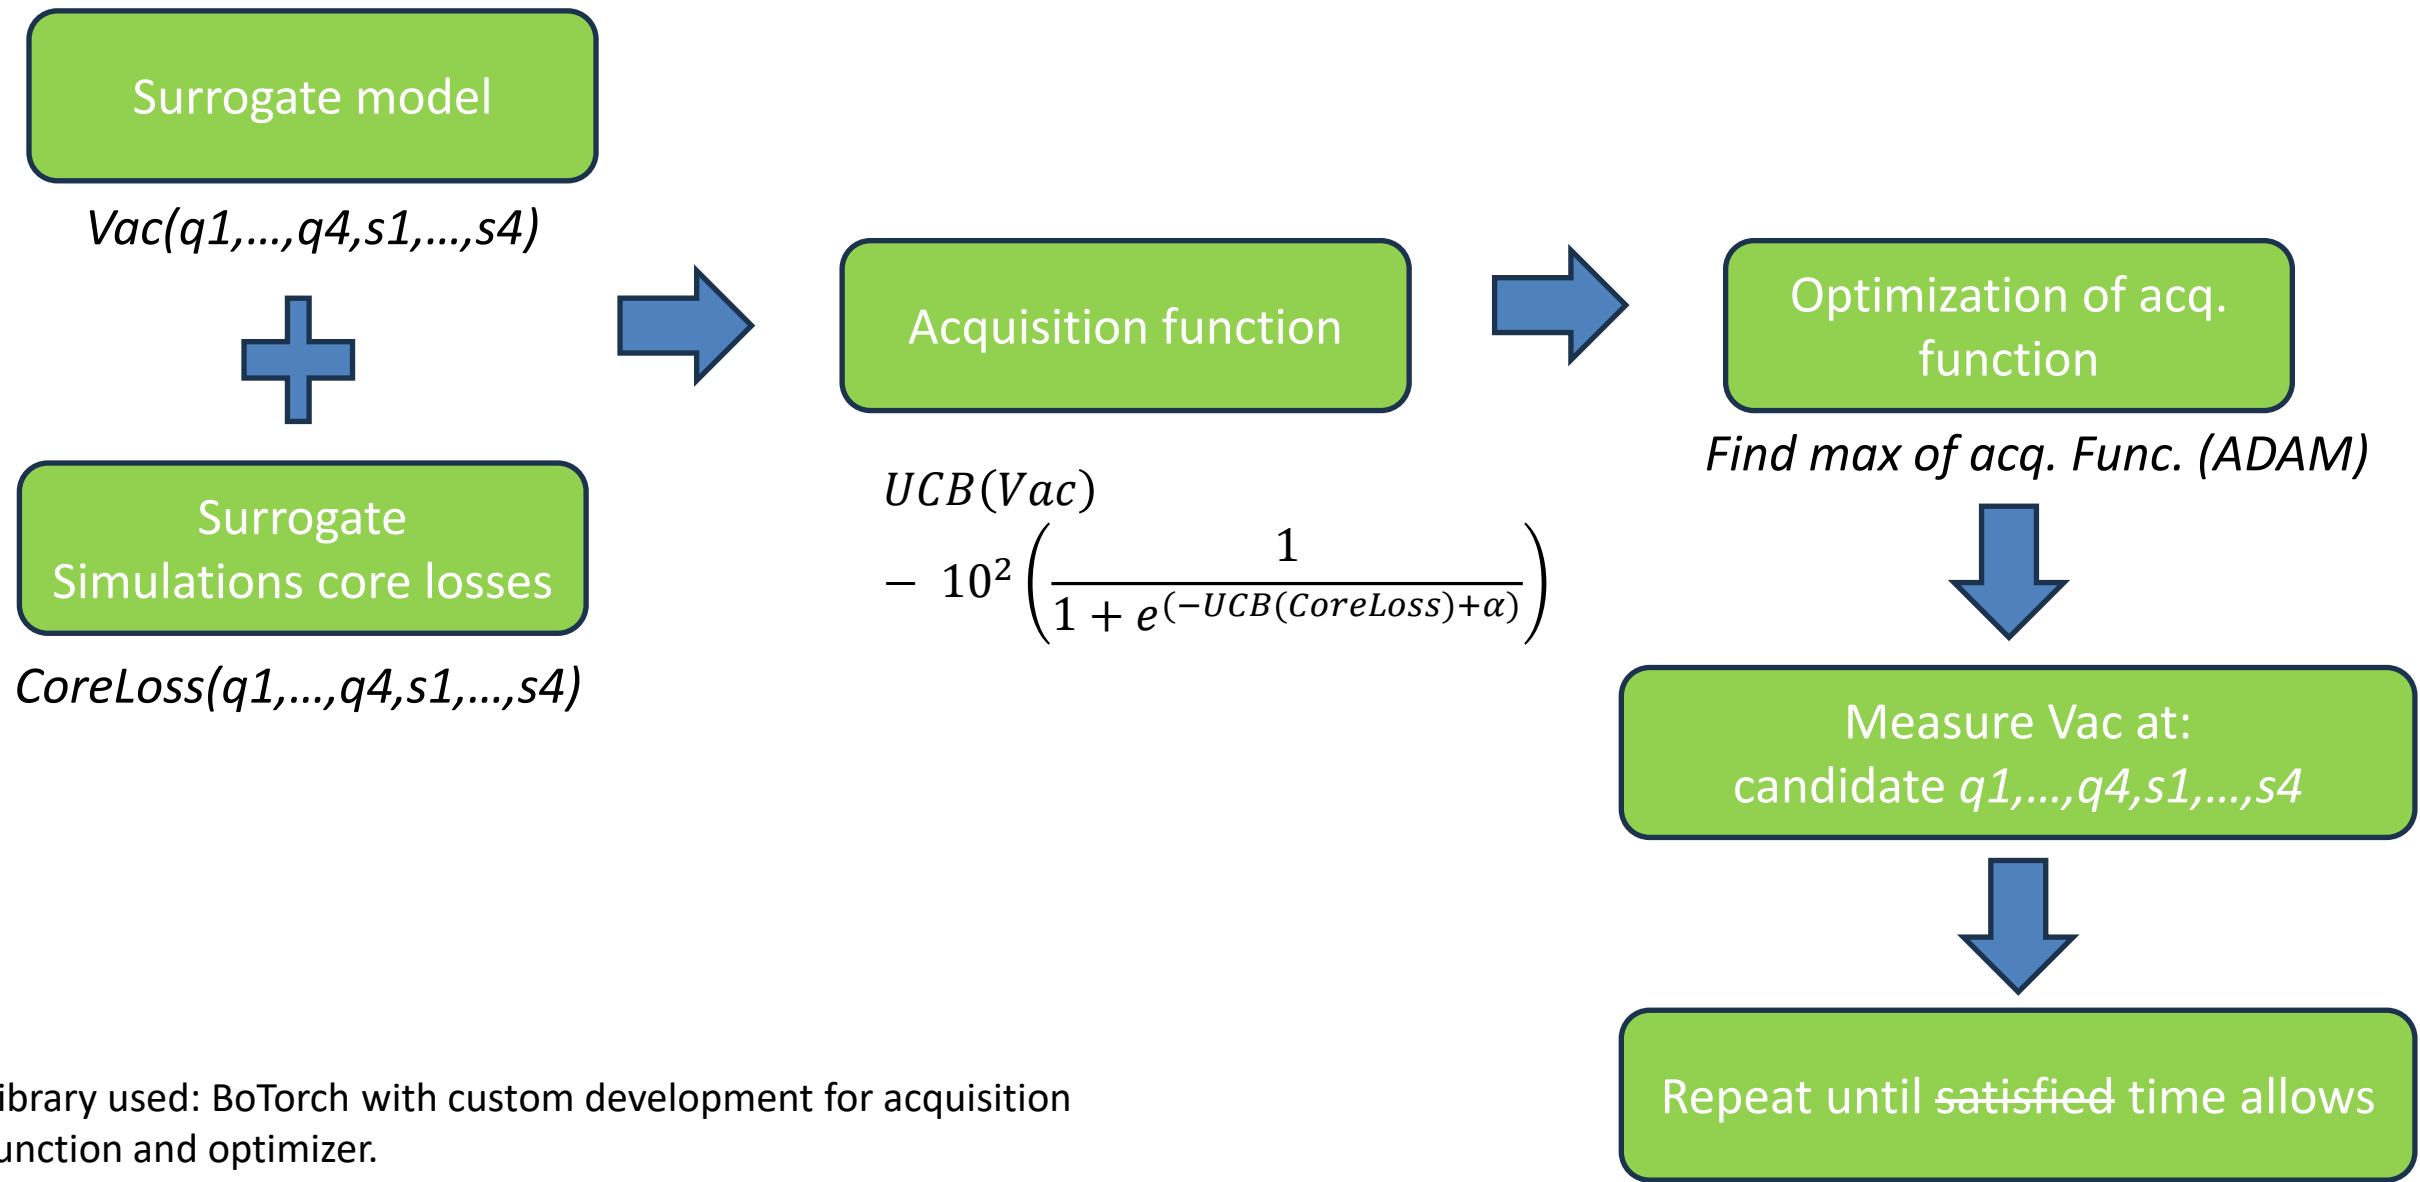 Surrogate model
Vac(q1,…,q4,s1,…,s4)
Surrogate
Simulations core losses
CoreLoss(q1,…,q4,s1,…,s4)
Acquisition function
UCB(Vac)
− 10² (1 / (1 + e^(−UCB(CoreLoss)+α)))
Optimization of acq.
function
Find max of acq. Func. (ADAM)
Measure Vac at:
candidate q1,…,q4,s1,…,s4
Repeat until satisfied time allows
ibrary used: BoTorch with custom development for acquisition
unction and optimizer.